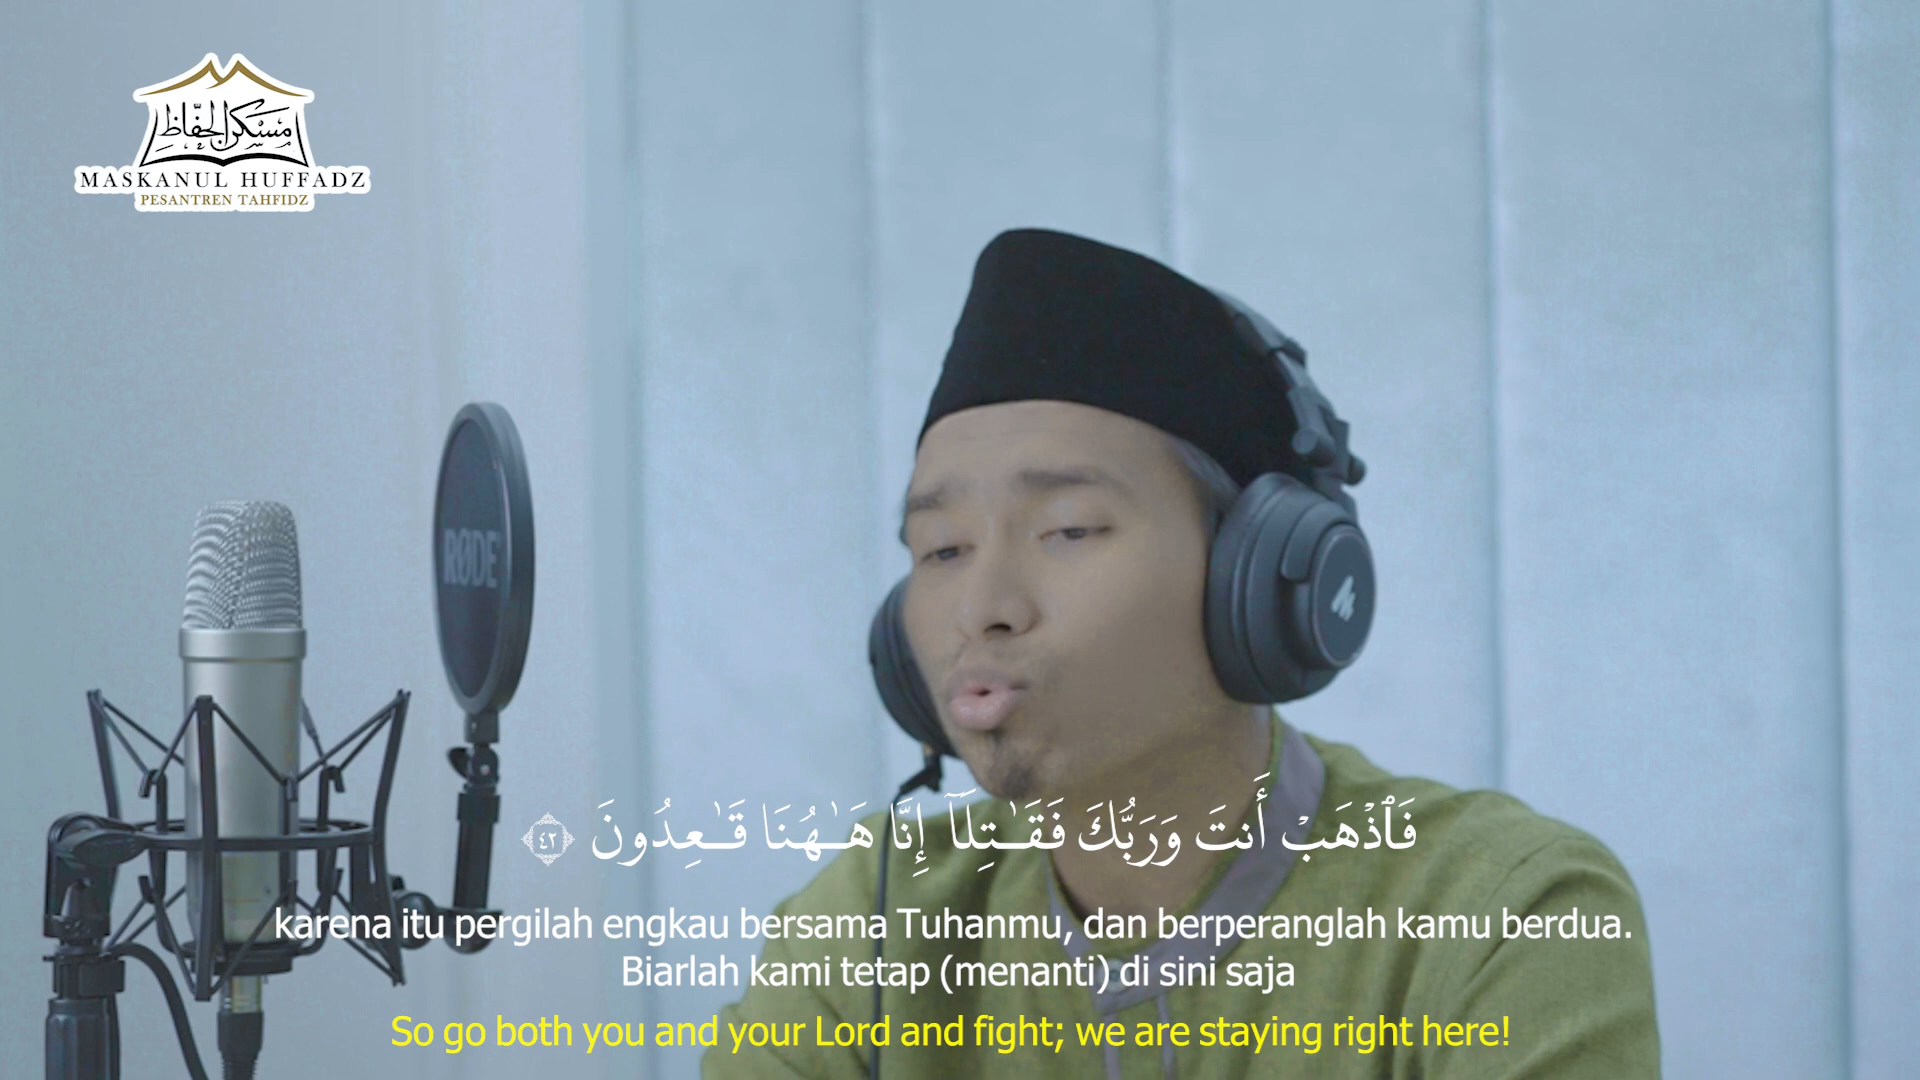 مسكن الحفاظ
MASKANUL HUFFADZ
PESANTREN TAHFIDZ
RØDE
فَٱذْهَبْ أَنتَ وَرَبُّكَ فَقَـٰتِلَآ إِنَّا هَـٰهُنَا قَـٰعِدُونَ ٤٢
karena itu pergilah engkau bersama Tuhanmu, dan berperanglah kamu berdua.
Biarlah kami tetap (menanti) di sini saja
So go both you and your Lord and fight; we are staying right here!